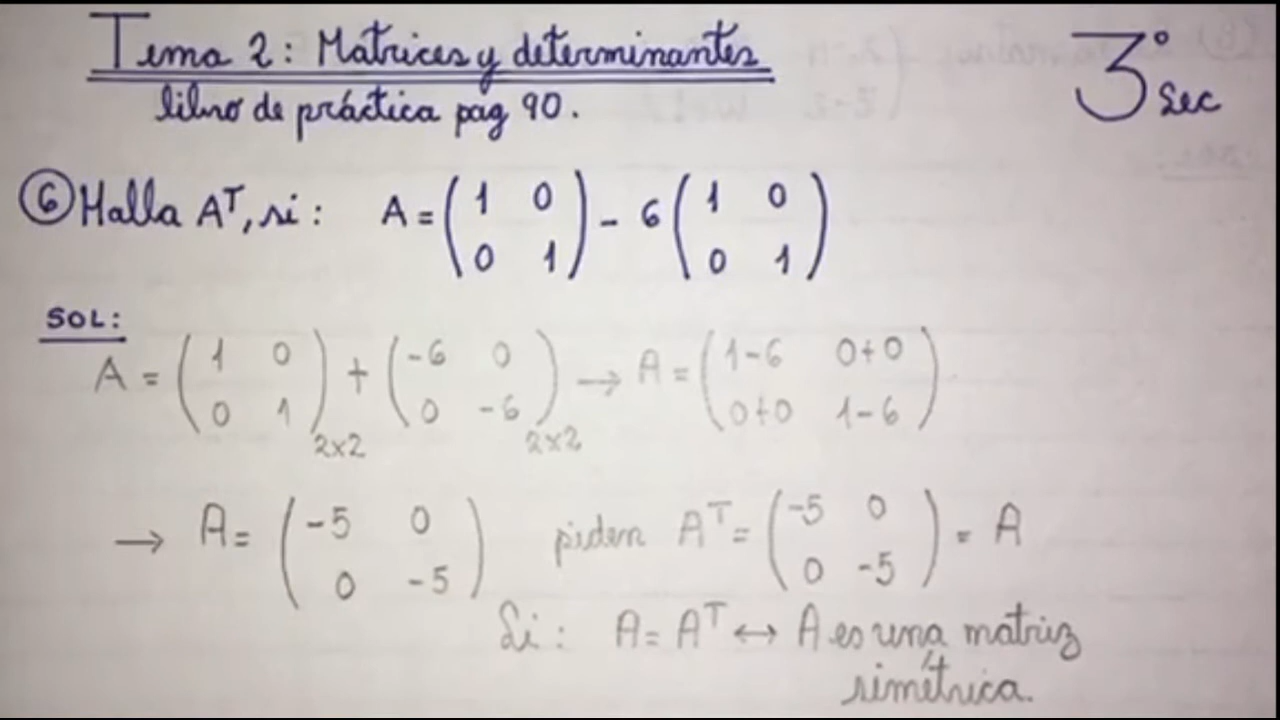 Tema 2: Matrices y determinantes
3° Sec
libro de práctica pag 90.
⑥ Halla Aᵀ, si: A = (1 0; 0 1) - 6 (1 0; 0 1)
SOL:
A = (1 0; 0 1)₂ₓ₂ + (-6 0; 0 -6)₂ₓ₂ → A = (1-6 0+0; 0+0 1-6)
→ A = (-5 0; 0 -5) piden Aᵀ = (-5 0; 0 -5) = A
Si: A = Aᵀ ↔ A es una matriz
simétrica.